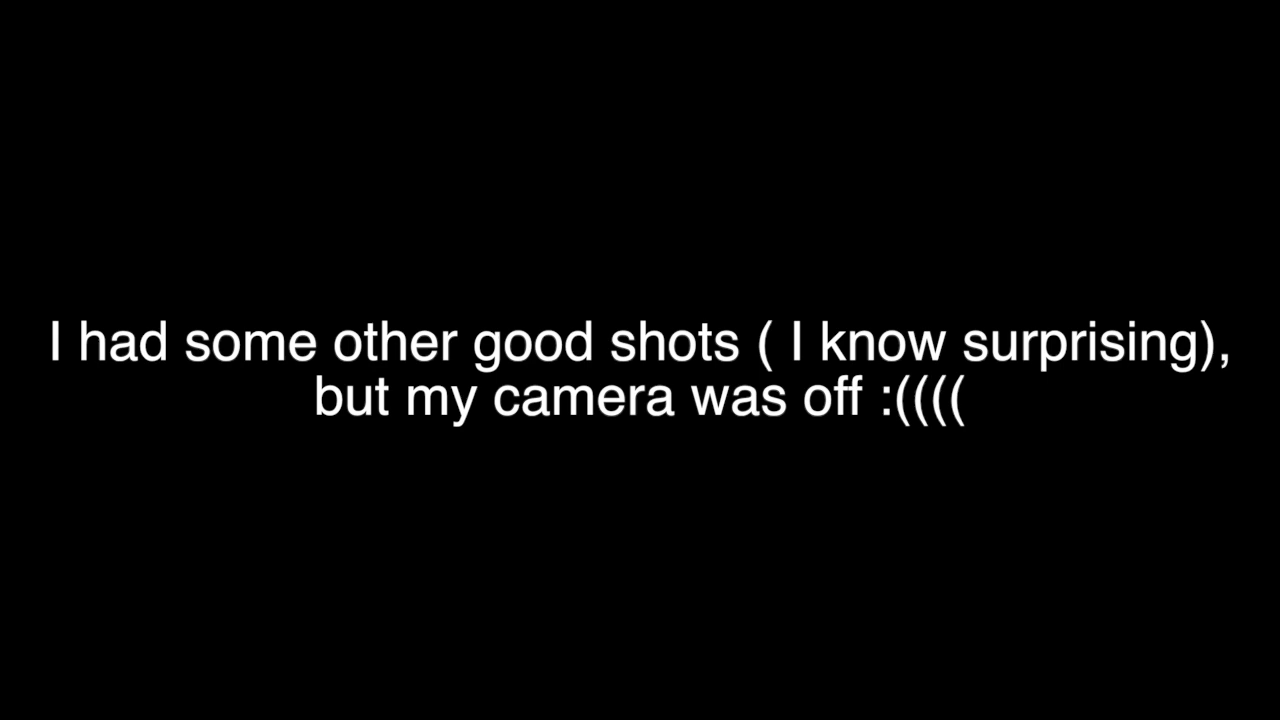 I had some other good shots ( I know surprising),
but my camera was off :((((